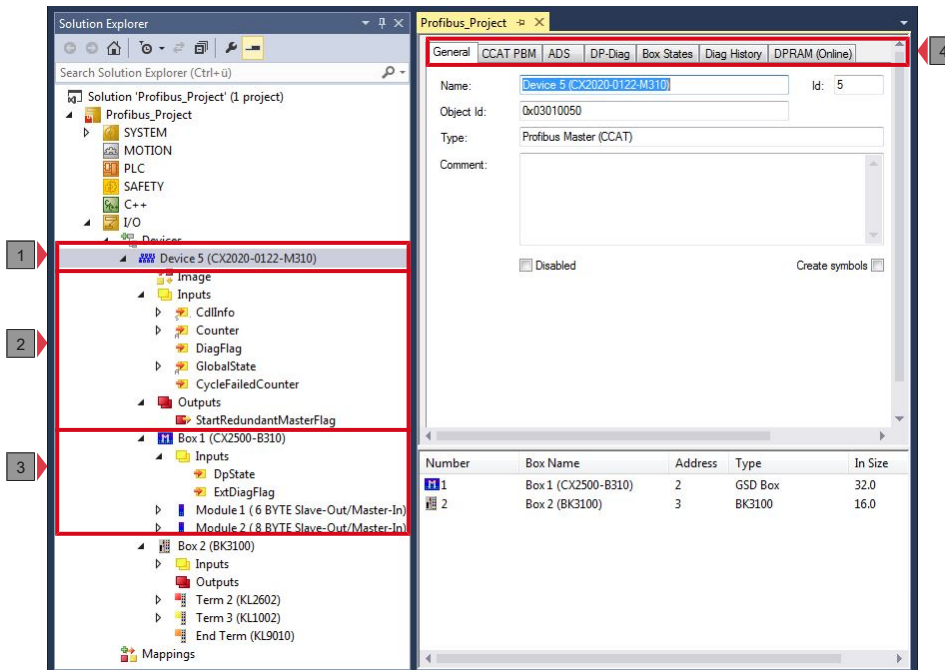 Solution Explorer
Search Solution Explorer (Ctrl+ü)
Solution 'Profibus_Project' (1 project)
Profibus_Project
SYSTEM
MOTION
PLC
SAFETY
C++
I/O
Devices
1
Device 5 (CX2020-0122-M310)
Image
Inputs
CdlInfo
Counter
2
DiagFlag
GlobalState
CycleFailedCounter
Outputs
StartRedundantMasterFlag
Box 1 (CX2500-B310)
Inputs
3
DpState
ExtDiagFlag
Module 1 ( 6 BYTE Slave-Out/Master-In)
Module 2 ( 8 BYTE Slave-Out/Master-In)
Box 2 (BK3100)
Inputs
Outputs
Term 2 (KL2602)
Term 3 (KL1002)
End Term (KL9010)
Mappings
Profibus_Project
General CCAT PBM ADS DP-Diag Box States Diag History DPRAM (Online)
4
Name: Device 5 (CX2020-0122-M310) Id: 5
Object Id: 0x03010050
Type: Profibus Master (CCAT)
Comment:
Disabled Create symbols
Number Box Name Address Type In Size
1 Box 1 (CX2500-B310) 2 GSD Box 32.0
2 Box 2 (BK3100) 3 BK3100 16.0